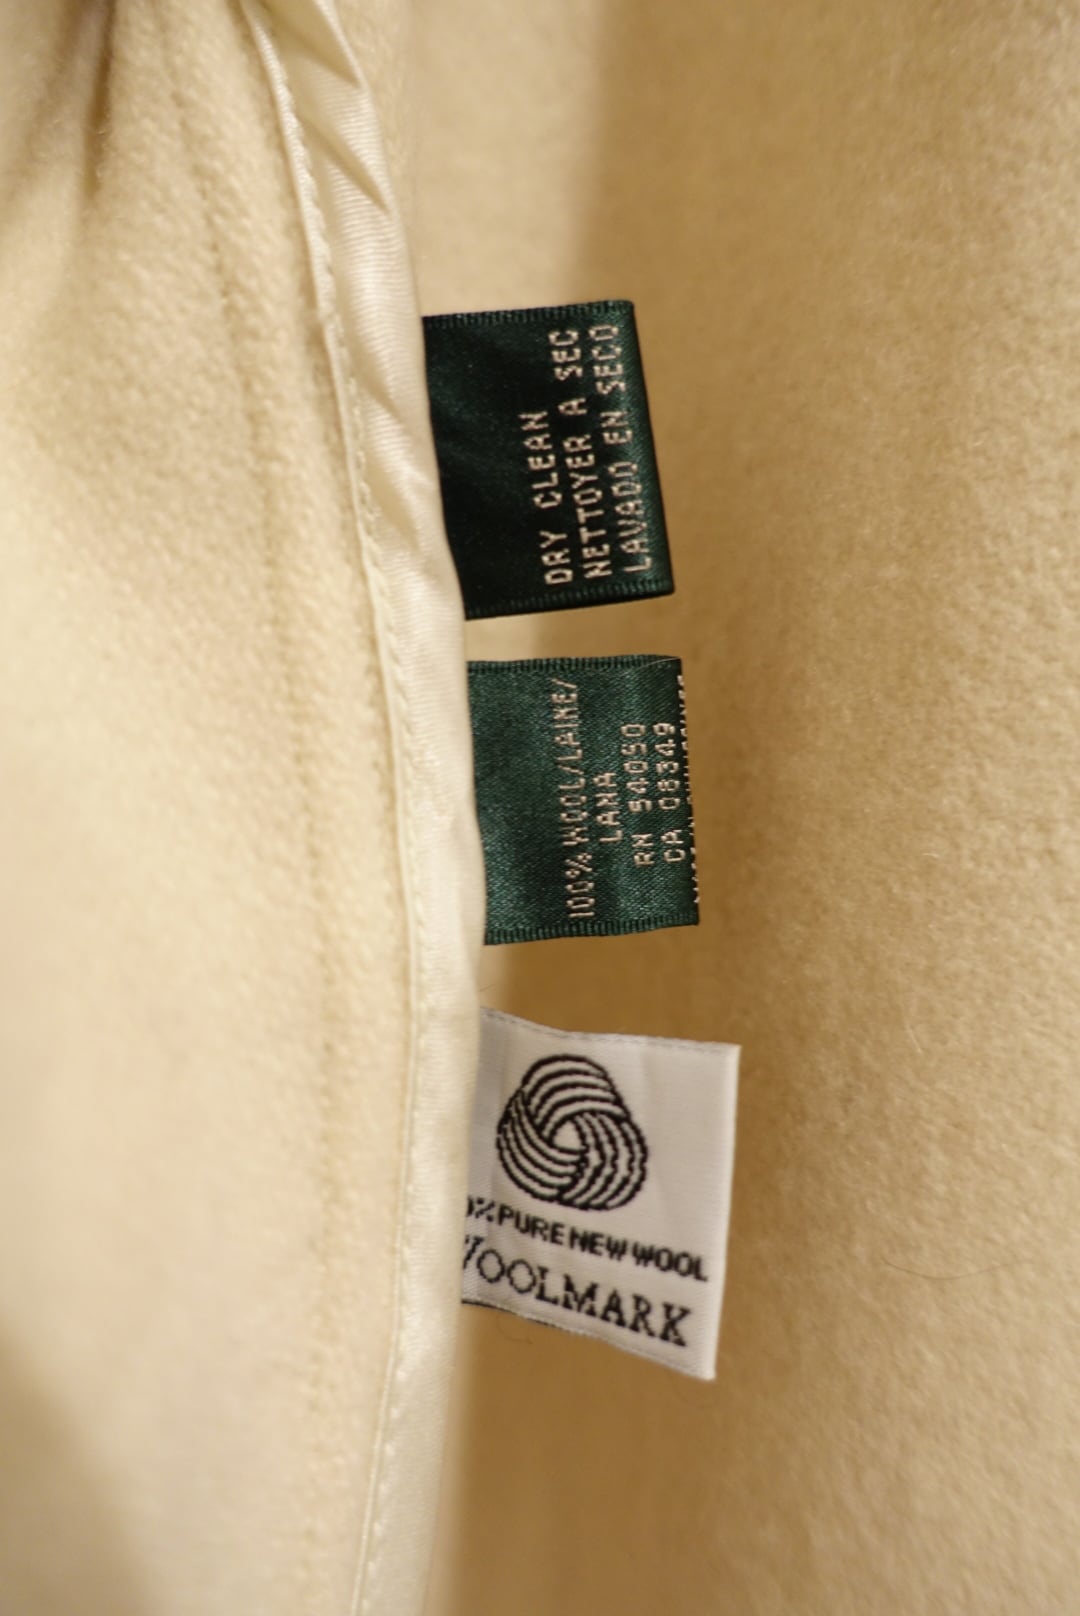 DRY CLEAN
NETTOYER A SEC
LAVADO EN SECO
100% WOOL/LAINE/
LANA
RN 54050
CA 08349
PURE NEW WOOL
WOOLMARK